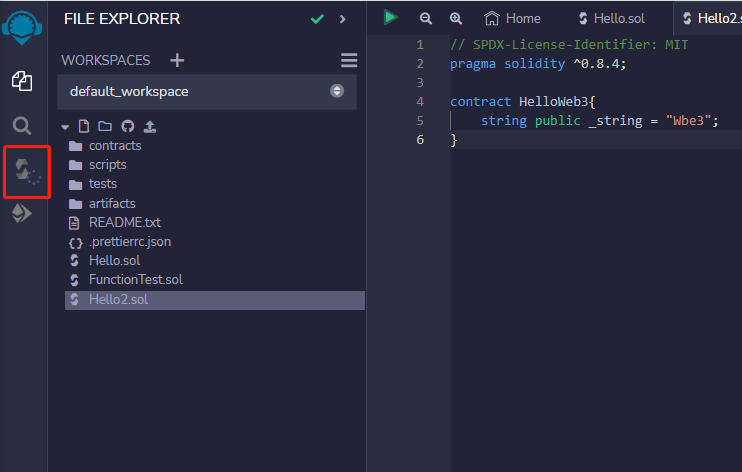 FILE EXPLORER
WORKSPACES
default_workspace
contracts
scripts
tests
artifacts
README.txt
.prettierrc.json
Hello.sol
FunctionTest.sol
Hello2.sol
Home
Hello.sol
Hello2.s
1 // SPDX-License-Identifier: MIT
2 pragma solidity ^0.8.4;
3
4 contract HelloWeb3{
5 string public _string = "Wbe3";
6 }